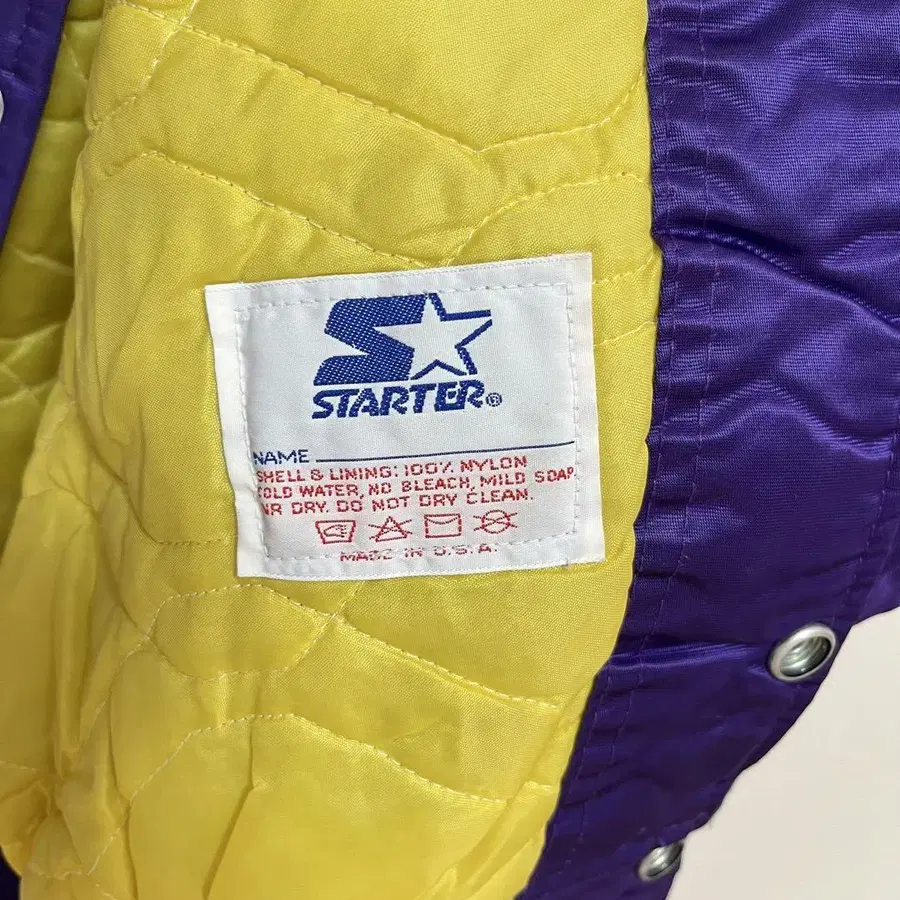 STARTER®
NAME
SHELL & LINING: 100% NYLON
COLD WATER, NO BLEACH, MILD SOAP
AIR DRY. DO NOT DRY CLEAN.
MADE IN U.S.A.